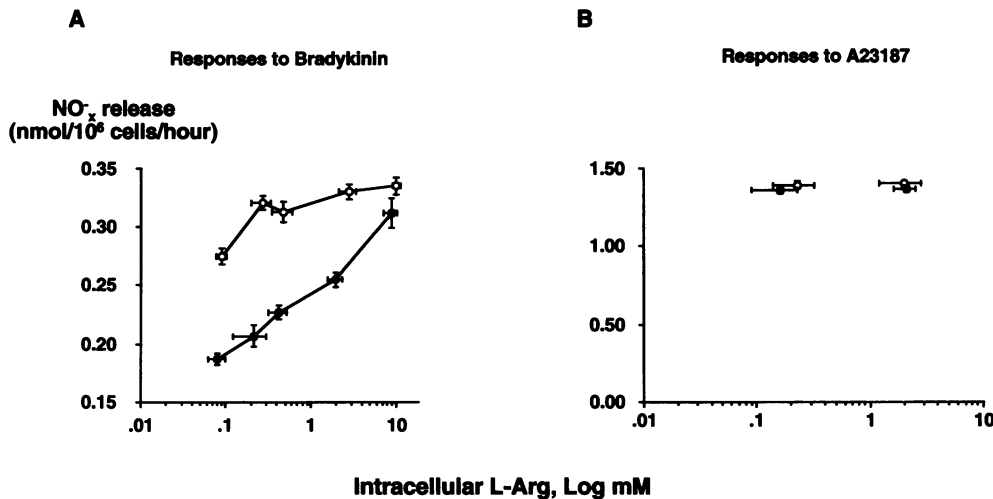 A
Responses to Bradykinin
NO⁻ₓ release
(nmol/10⁶ cells/hour)
0.35
0.30
0.25
0.20
0.15
.01
.1
1
10
B
Responses to A23187
1.50
1.00
0.50
0.00
.01
.1
1
10
Intracellular L-Arg, Log mM